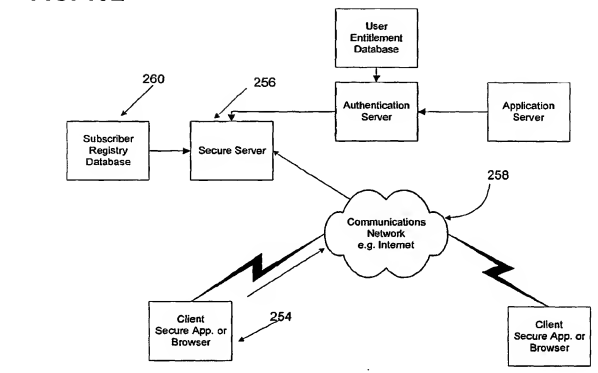 User
Entitlement
Database
260
256
Authentication
Server
Application
Server
Subscriber
Registry
Database
Secure Server
258
Communications
Network
e.g. Internet
254
Client
Secure App. or
Browser
Client
Secure App. or
Browser